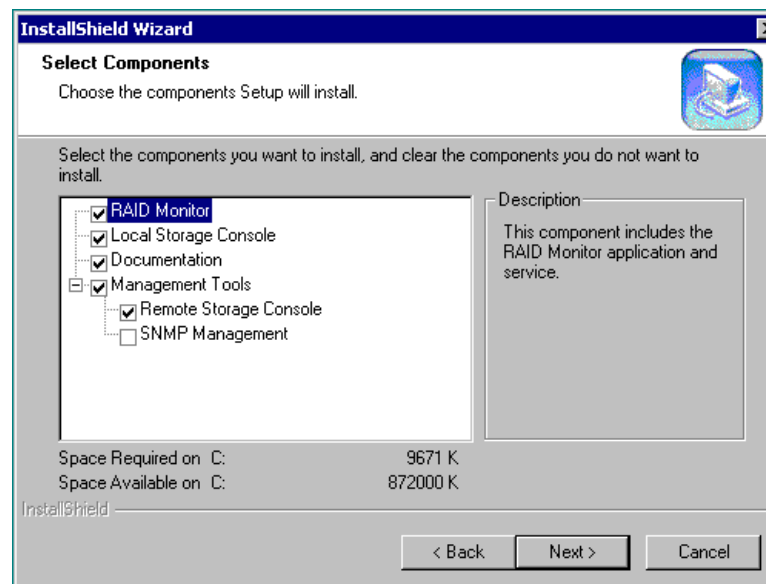 InstallShield Wizard
Select Components
Choose the components Setup will install.
Select the components you want to install, and clear the components you do not want to
install.
RAID Monitor
Local Storage Console
Documentation
Management Tools
Remote Storage Console
SNMP Management
Description
This component includes the
RAID Monitor application and
service.
Space Required on C: 9671 K
Space Available on C: 872000 K
InstallShield
< Back Next > Cancel